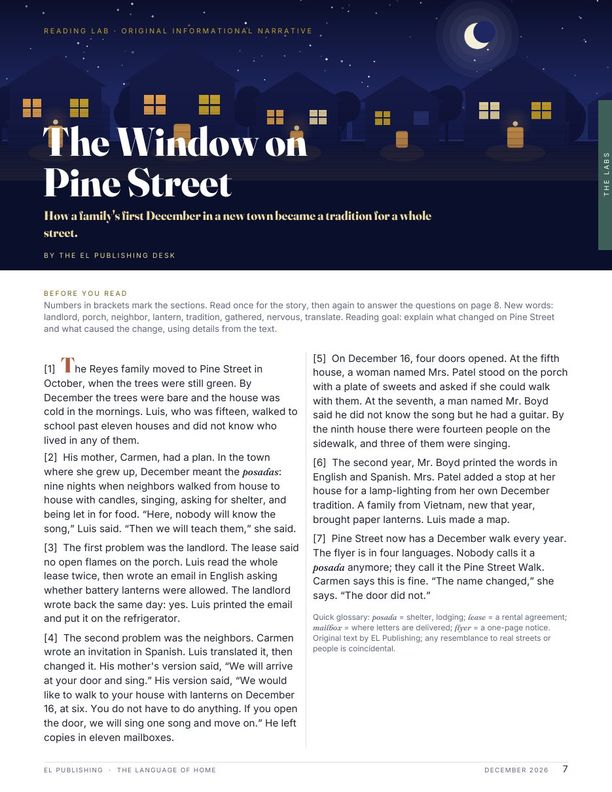 READING LAB · ORIGINAL INFORMATIONAL NARRATIVE
The Window on
Pine Street
How a family's first December in a new town became a tradition for a whole
street.
BY THE EL PUBLISHING DESK
THE LABS
BEFORE YOU READ
Numbers in brackets mark the sections. Read once for the story, then again to answer the questions on page 8. New words:
landlord, porch, neighbor, lantern, tradition, gathered, nervous, translate. Reading goal: explain what changed on Pine Street
and what caused the change, using details from the text.
[1] The Reyes family moved to Pine Street in
October, when the trees were still green. By
December the trees were bare and the house was
cold in the mornings. Luis, who was fifteen, walked to
school past eleven houses and did not know who
lived in any of them.
[2] His mother, Carmen, had a plan. In the town
where she grew up, December meant the posadas:
nine nights when neighbors walked from house to
house with candles, singing, asking for shelter, and
being let in for food. “Here, nobody will know the
song,” Luis said. “Then we will teach them,” she said.
[3] The first problem was the landlord. The lease said
no open flames on the porch. Luis read the whole
lease twice, then wrote an email in English asking
whether battery lanterns were allowed. The landlord
wrote back the same day: yes. Luis printed the email
and put it on the refrigerator.
[4] The second problem was the neighbors. Carmen
wrote an invitation in Spanish. Luis translated it, then
changed it. His mother's version said, “We will arrive
at your door and sing.” His version said, “We would
like to walk to your house with lanterns on December
16, at six. You do not have to do anything. If you open
the door, we will sing one song and move on.” He left
copies in eleven mailboxes.
[5] On December 16, four doors opened. At the fifth
house, a woman named Mrs. Patel stood on the porch
with a plate of sweets and asked if she could walk
with them. At the seventh, a man named Mr. Boyd
said he did not know the song but he had a guitar. By
the ninth house there were fourteen people on the
sidewalk, and three of them were singing.
[6] The second year, Mr. Boyd printed the words in
English and Spanish. Mrs. Patel added a stop at her
house for a lamp-lighting from her own December
tradition. A family from Vietnam, new that year,
brought paper lanterns. Luis made a map.
[7] Pine Street now has a December walk every year.
The flyer is in four languages. Nobody calls it a
posada anymore; they call it the Pine Street Walk.
Carmen says this is fine. “The name changed,” she
says. “The door did not.”
Quick glossary: posada = shelter, lodging; lease = a rental agreement;
mailbox = where letters are delivered; flyer = a one-page notice.
Original text by EL Publishing; any resemblance to real streets or
people is coincidental.
EL PUBLISHING · THE LANGUAGE OF HOME
DECEMBER 2026 7